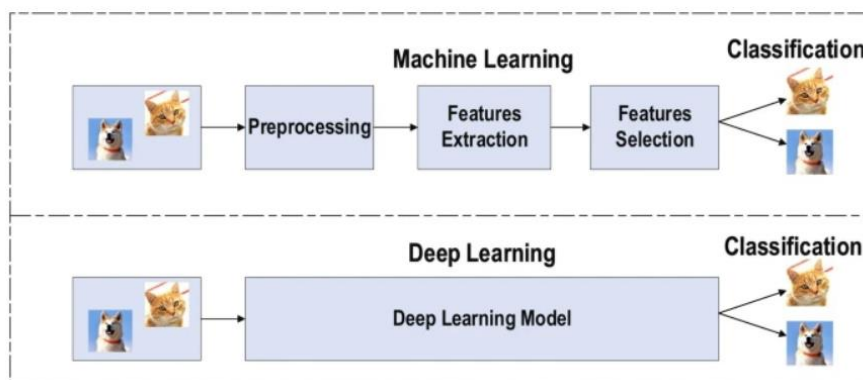 Machine Learning
Classification
Preprocessing
Features
Extraction
Features
Selection
Deep Learning
Classification
Deep Learning Model